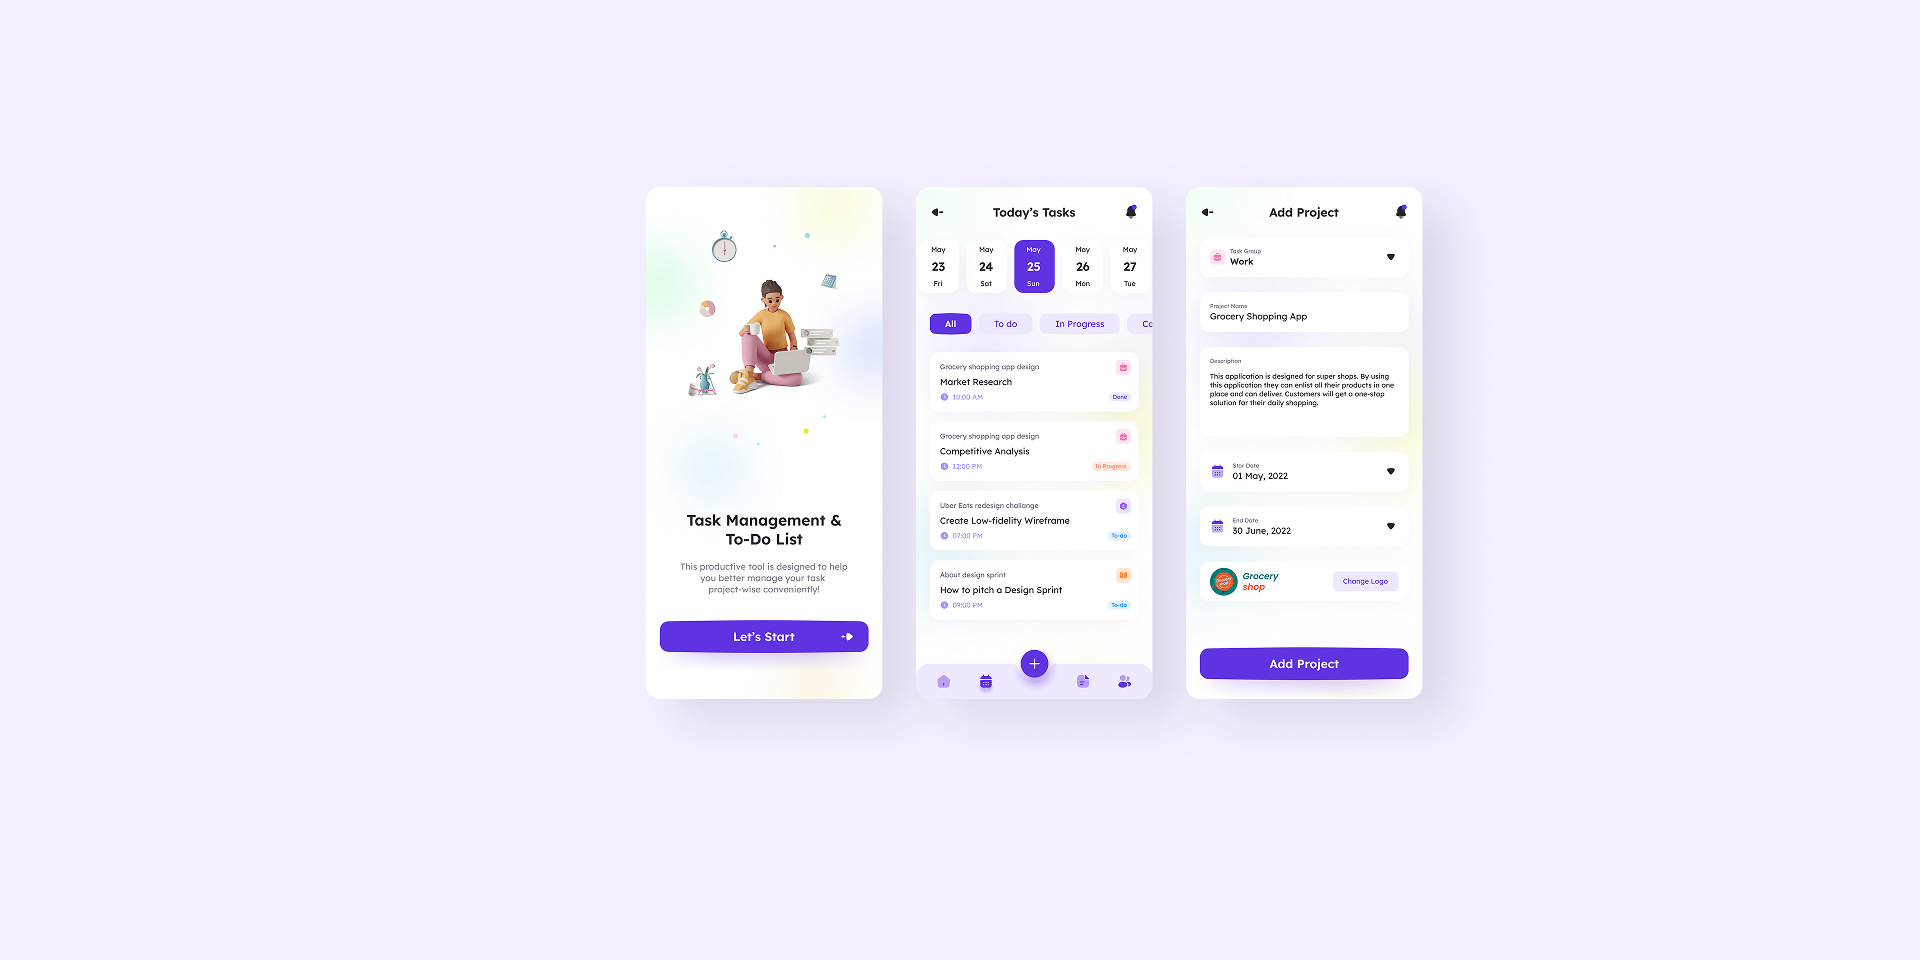 Task Management &
To-Do List
This productive tool is designed to help
you better manage your task
project-wise conveniently!
Let's Start
Today's Tasks
May
23
Fri
May
24
Sat
May
25
Sun
May
26
Mon
May
27
Tue
All
To do
In Progress
Co
Grocery shopping app design
Market Research
10:00 AM
Done
Grocery shopping app design
Competitive Analysis
12:00 PM
In Progress
Uber Eats redesign challange
Create Low-fidelity Wireframe
07:00 PM
To-do
About design sprint
How to pitch a Design Sprint
09:00 PM
To-do
Add Project
Task Group
Work
Project Name
Grocery Shopping App
Description
This application is designed for super shops. By using
this application they can enlist all their products in one
place and can deliver. Customers will get a one-stop
solution for their daily shopping.
Star Date
01 May, 2022
End Date
30 June, 2022
Grocery
shop
Change Logo
Add Project